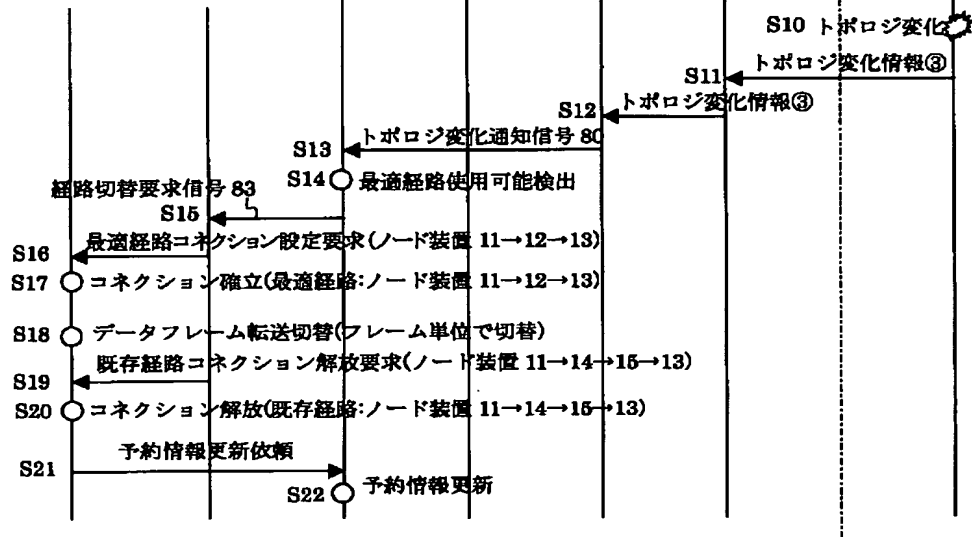 S10 トポロジ変化
トポロジ変化情報③
S11
トポロジ変化情報③
S12
トポロジ変化通知信号 80
S13
S14 最適経路使用可能検出
経路切替要求信号 83
S15
最適経路コネクション設定要求(ノード装置 11→12→13)
S16
S17 コネクション確立(最適経路:ノード装置 11→12→13)
S18 データフレーム転送切替(フレーム単位で切替)
既存経路コネクション解放要求(ノード装置 11→14→15→13)
S19
S20 コネクション解放(既存経路:ノード装置 11→14→15→13)
予約情報更新依頼
S21
S22 予約情報更新